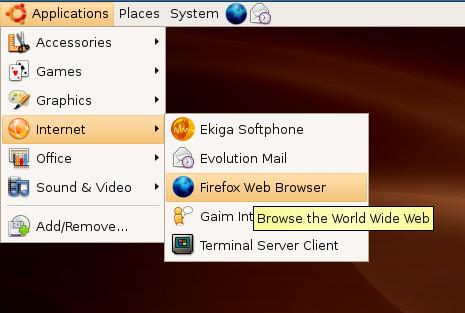 Applications Places System
Accessories
Games
Graphics
Internet
Office
Sound & Video
Add/Remove...
Ekiga Softphone
Evolution Mail
Firefox Web Browser
Gaim Int
Browse the World Wide Web
Terminal Server Client